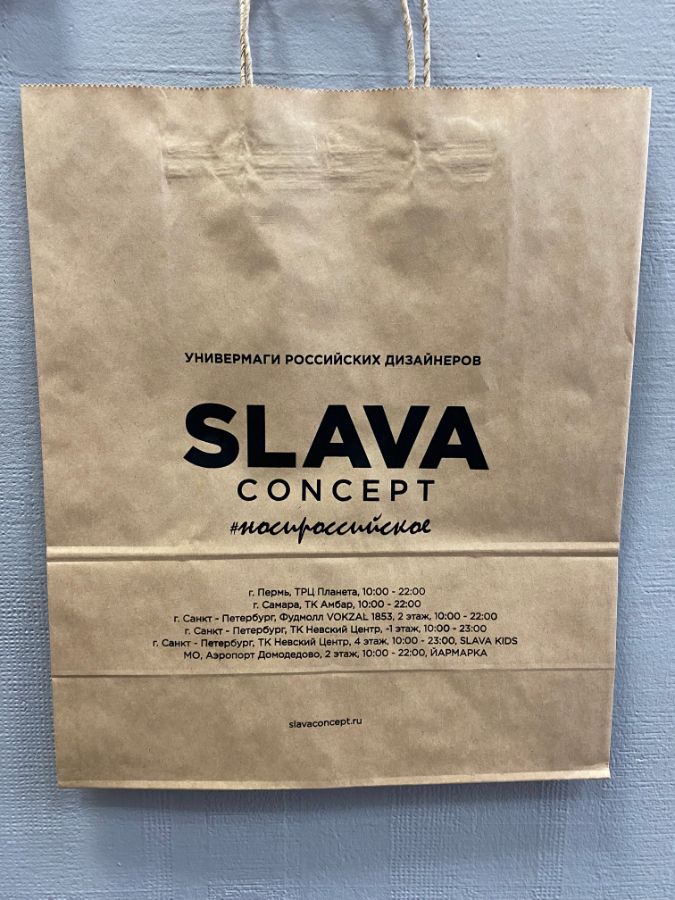 УНИВЕРМАГИ РОССИЙСКИХ ДИЗАЙНЕРОВ
SLAVA
CONCEPT
#носироссийское
г. Пермь, ТРЦ Планета, 10:00 - 22:00
г. Самара, ТК Амбар, 10:00 - 22:00
г. Санкт - Петербург, Фудмолл VOKZAL 1853, 2 этаж, 10:00 - 22:00
г. Санкт - Петербург, ТК Невский Центр, -1 этаж, 10:00 - 23:00
г. Санкт - Петербург, ТК Невский Центр, 4 этаж, 10:00 - 23:00, SLAVA KIDS
МО, Аэропорт Домодедово, 2 этаж, 10:00 - 22:00, ЙАРМАРКА
slavaconcept.ru